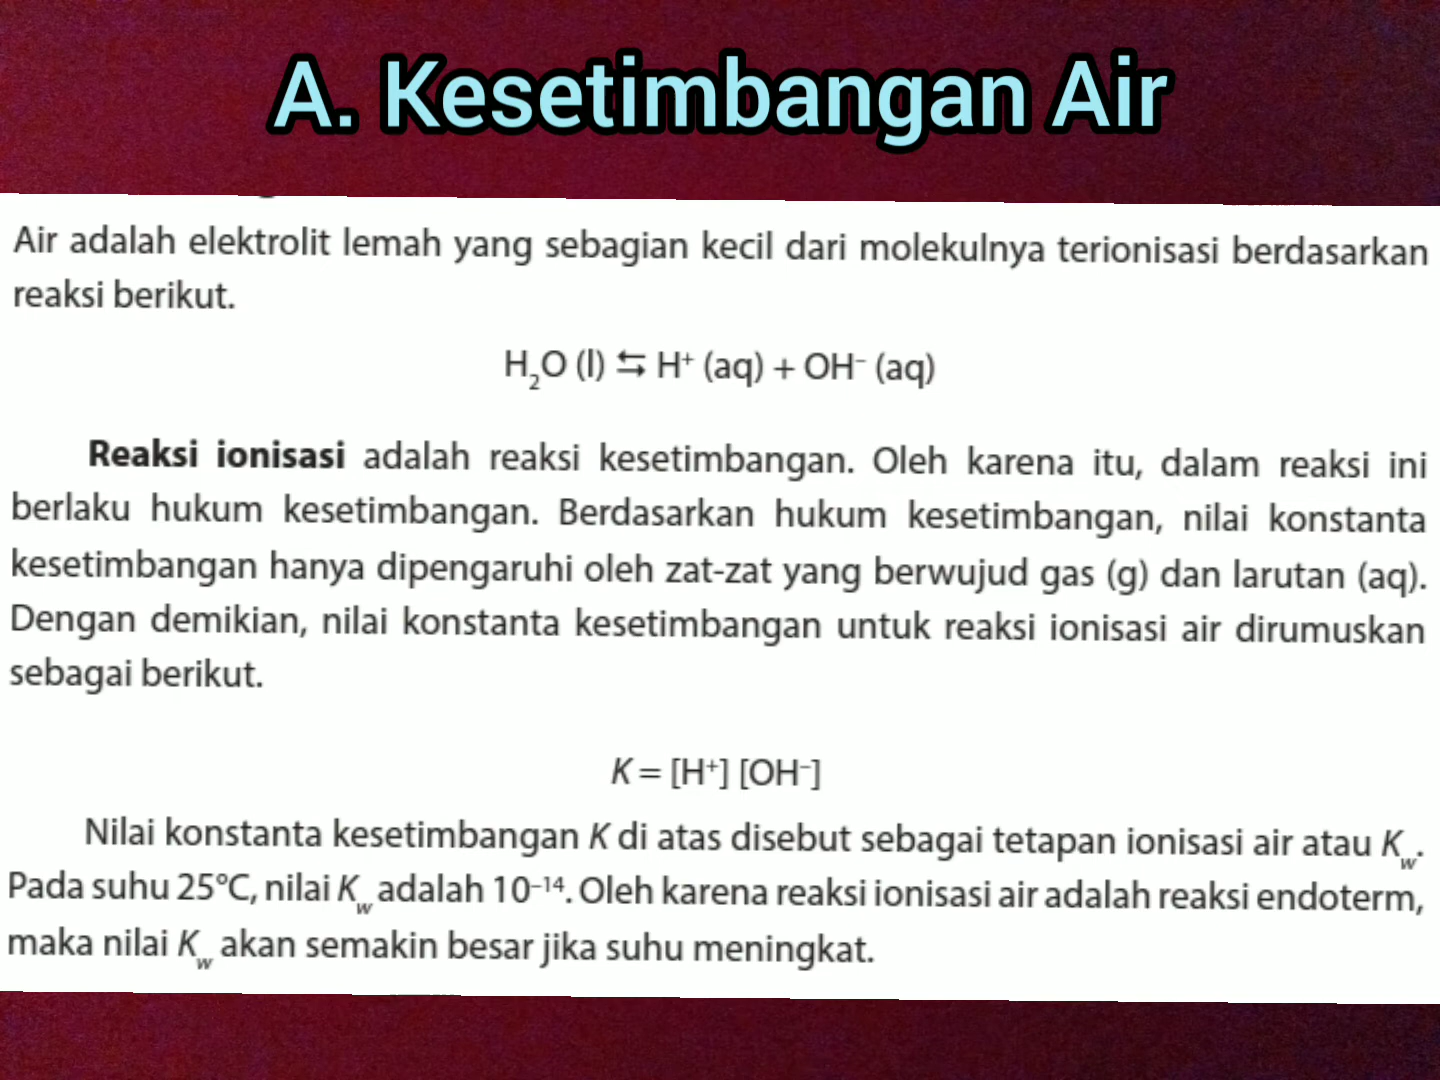 A. Kesetimbangan Air
Air adalah elektrolit lemah yang sebagian kecil dari molekulnya terionisasi berdasarkan
reaksi berikut.
H₂O (l) ⇆ H⁺ (aq) + OH⁻ (aq)
Reaksi ionisasi adalah reaksi kesetimbangan. Oleh karena itu, dalam reaksi ini
berlaku hukum kesetimbangan. Berdasarkan hukum kesetimbangan, nilai konstanta
kesetimbangan hanya dipengaruhi oleh zat-zat yang berwujud gas (g) dan larutan (aq).
Dengan demikian, nilai konstanta kesetimbangan untuk reaksi ionisasi air dirumuskan
sebagai berikut.
K = [H⁺] [OH⁻]
Nilai konstanta kesetimbangan K di atas disebut sebagai tetapan ionisasi air atau K_w.
Pada suhu 25°C, nilai K_w adalah 10⁻¹⁴. Oleh karena reaksi ionisasi air adalah reaksi endoterm,
maka nilai K_w akan semakin besar jika suhu meningkat.